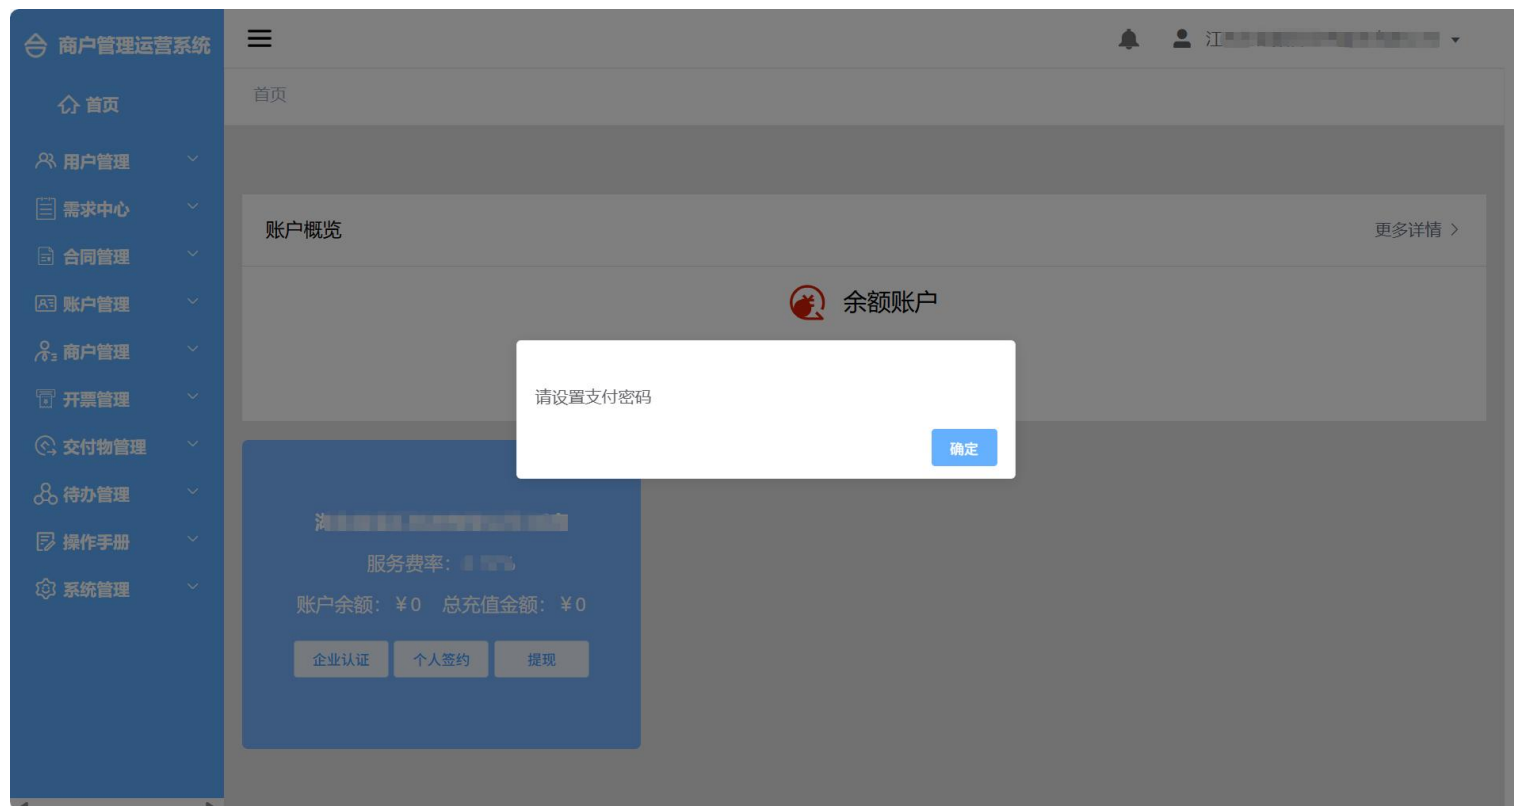 商户管理运营系统
江
首页
首页
用户管理
需求中心
合同管理
账户管理
商户管理
开票管理
交付物管理
待办管理
操作手册
系统管理
账户概览
更多详情
余额账户
请设置支付密码
确定
服务费率：
账户余额：￥0 总充值金额：￥0
企业认证 个人签约 提现